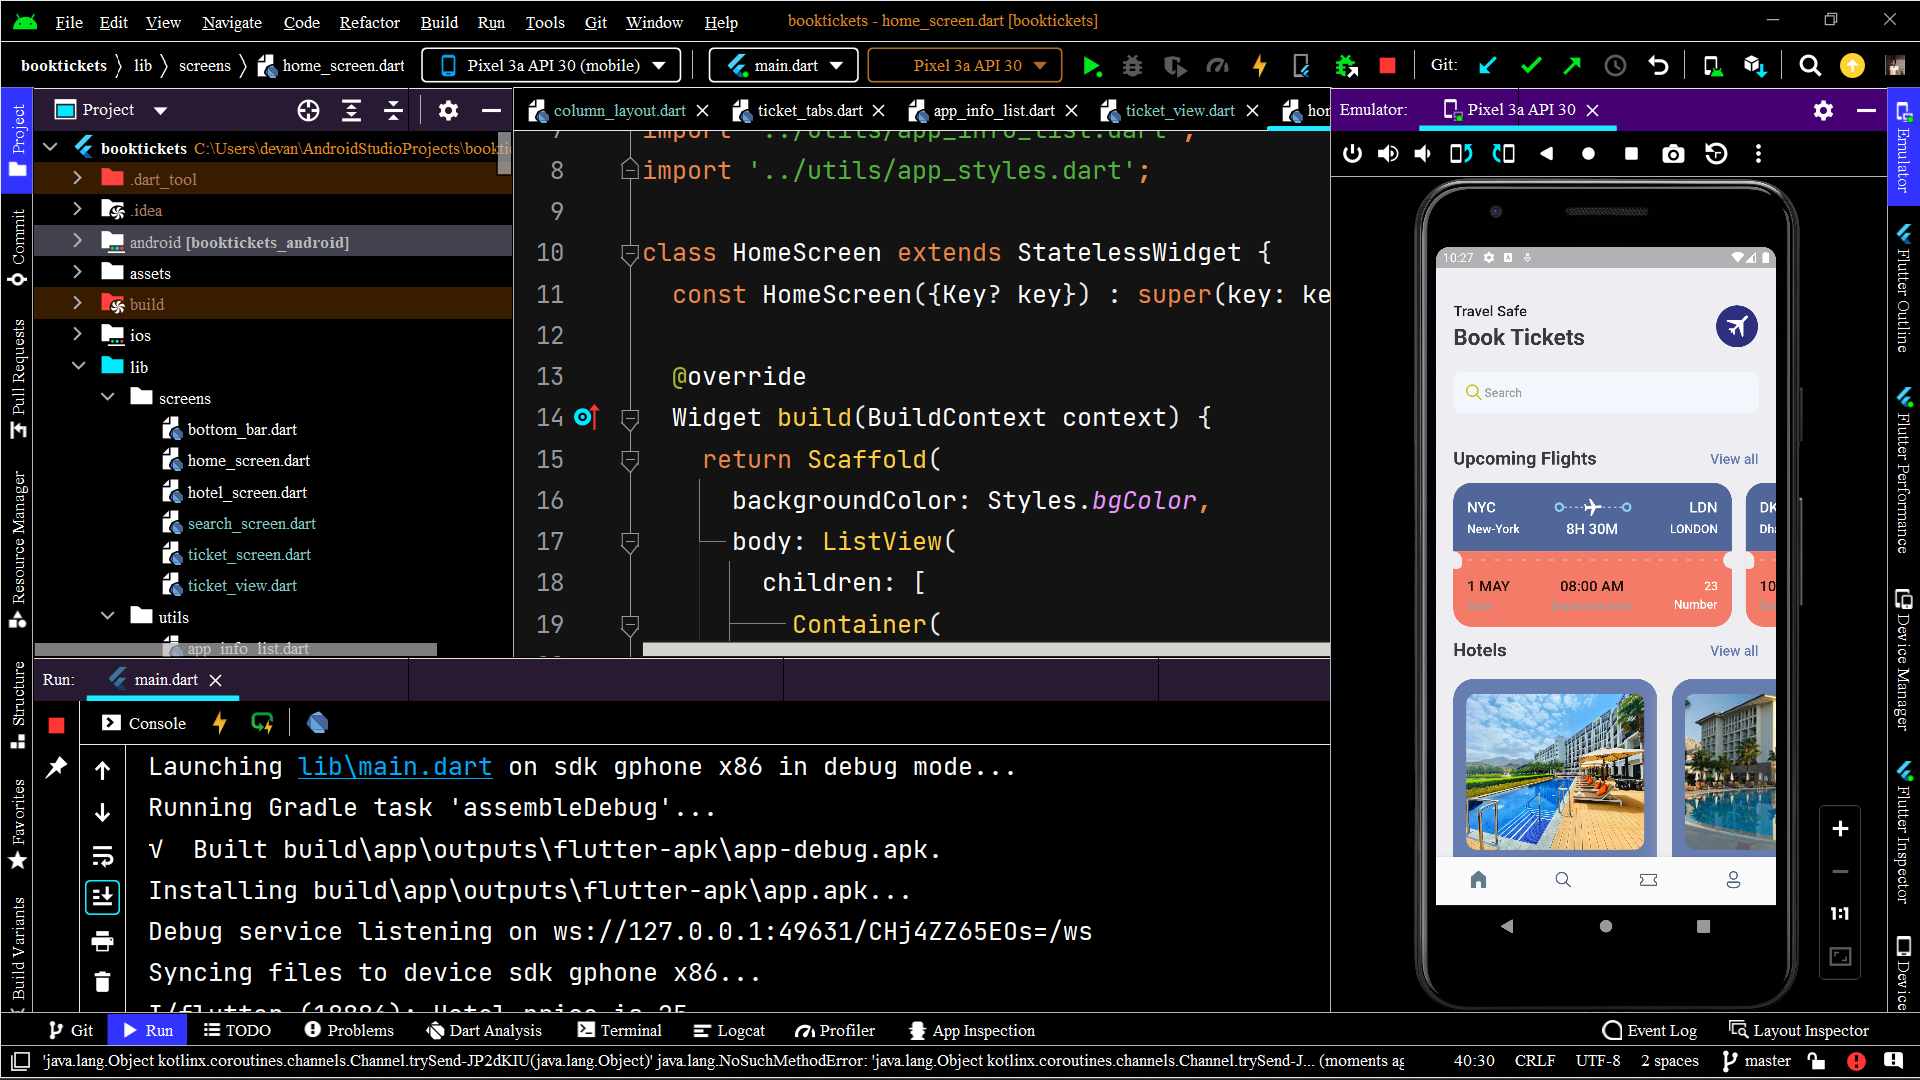 File Edit View Navigate Code Refactor Build Run Tools Git Window Help booktickets - home_screen.dart [booktickets]
booktickets lib screens home_screen.dart Pixel 3a API 30 (mobile) main.dart Pixel 3a API 30 Git:
Project column_layout.dart ticket_tabs.dart app_info_list.dart ticket_view.dart Emulator: Pixel 3a API 30
booktickets C:\Users\devan\AndroidStudioProjects\bookti
.dart_tool
.idea
android [booktickets_android]
assets
build
ios
lib
screens
bottom_bar.dart
home_screen.dart
hotel_screen.dart
search_screen.dart
ticket_screen.dart
ticket_view.dart
utils
app_info_list.dart
Project
Commit
Pull Requests
Resource Manager
Structure
Favorites
Build Variants
7 import '../utils/app_info_list.dart';
8 import '../utils/app_styles.dart';
9
10 class HomeScreen extends StatelessWidget {
11 const HomeScreen({Key? key}) : super(key: ke
12
13 @override
14 Widget build(BuildContext context) {
15 return Scaffold(
16 backgroundColor: Styles.bgColor,
17 body: ListView(
18 children: [
19 Container(
10:27
Travel Safe
Book Tickets
Search
Upcoming Flights View all
NYC LDN DK
New-York 8H 30M LONDON Dha
1 MAY 08:00 AM 23 10
Number
Hotels View all
1:1
Emulator
Flutter Outline
Flutter Performance
Device Manager
Flutter Inspector
Device
Run: main.dart
Console
Launching lib\main.dart on sdk gphone x86 in debug mode...
Running Gradle task 'assembleDebug'...
√ Built build\app\outputs\flutter-apk\app-debug.apk.
Installing build\app\outputs\flutter-apk\app.apk...
Debug service listening on ws://127.0.0.1:49631/CHj4ZZ65EOs=/ws
Syncing files to device sdk gphone x86...
Git Run TODO Problems Dart Analysis Terminal Logcat Profiler App Inspection Event Log Layout Inspector
'java.lang.Object kotlinx.coroutines.channels.Channel.trySend-JP2dKIU(java.lang.Object)' java.lang.NoSuchMethodError: 'java.lang.Object kotlinx.coroutines.channels.Channel.trySend-J... (moments ag 40:30 CRLF UTF-8 2 spaces master